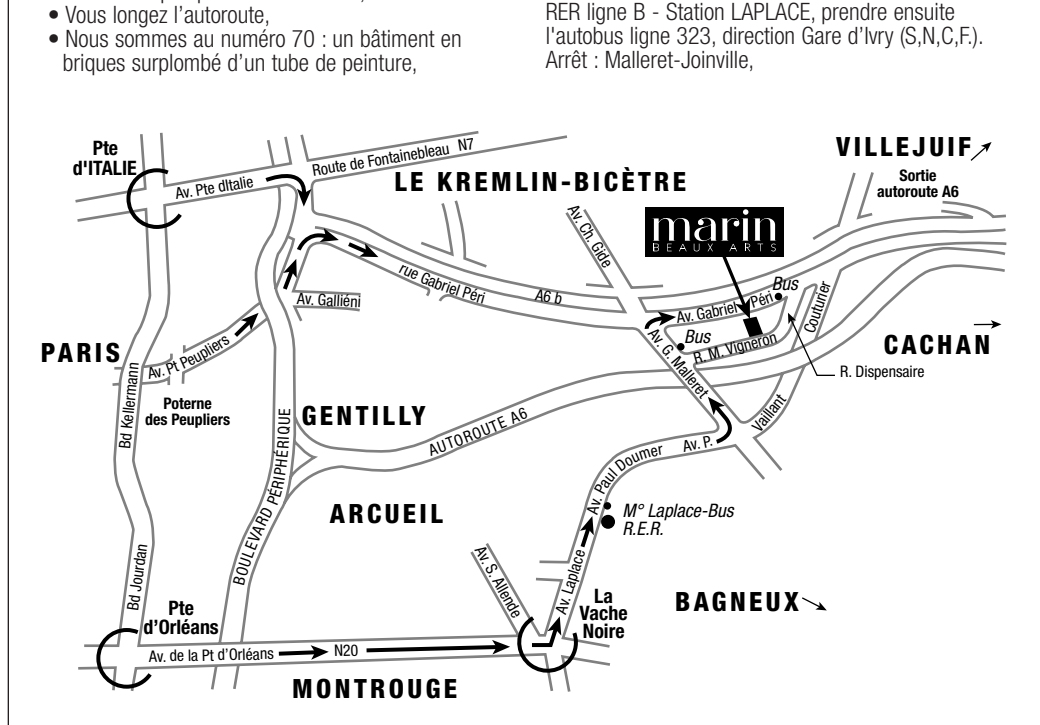 • Vous longez l'autoroute,
• Nous sommes au numéro 70 : un bâtiment en
briques surplombé d'un tube de peinture,
RER ligne B - Station LAPLACE, prendre ensuite
l'autobus ligne 323, direction Gare d'Ivry (S,N,C,F.).
Arrêt : Malleret-Joinville,
Pte
d'ITALIE
Av. Pte dItalie
Route de Fontainebleau N7
LE KREMLIN-BICÈTRE
VILLEJUIF
Sortie
autoroute A6
marin
BEAUX ARTS
Av. Ch. Gide
rue Gabriel Péri
A6 b
Av. Galliéni
Av. Gabriel Péri
Bus
Bus
R. M. Vigneron
Couturier
CACHAN
R. Dispensaire
PARIS
Av. Pt Peupliers
Poterne
des Peupliers
Bd Kellermann
GENTILLY
AUTOROUTE A6
Av. G. Malleret
Vaillant
Av. P.
Av. Paul Doumer
BOULEVARD PÉRIPHÉRIQUE
ARCUEIL
M° Laplace-Bus
R.E.R.
Av. S. Allende
Av. Laplace
La
Vache
Noire
BAGNEUX
Bd Jourdan
Pte
d'Orléans
Av. de la Pt d'Orléans
N20
MONTROUGE